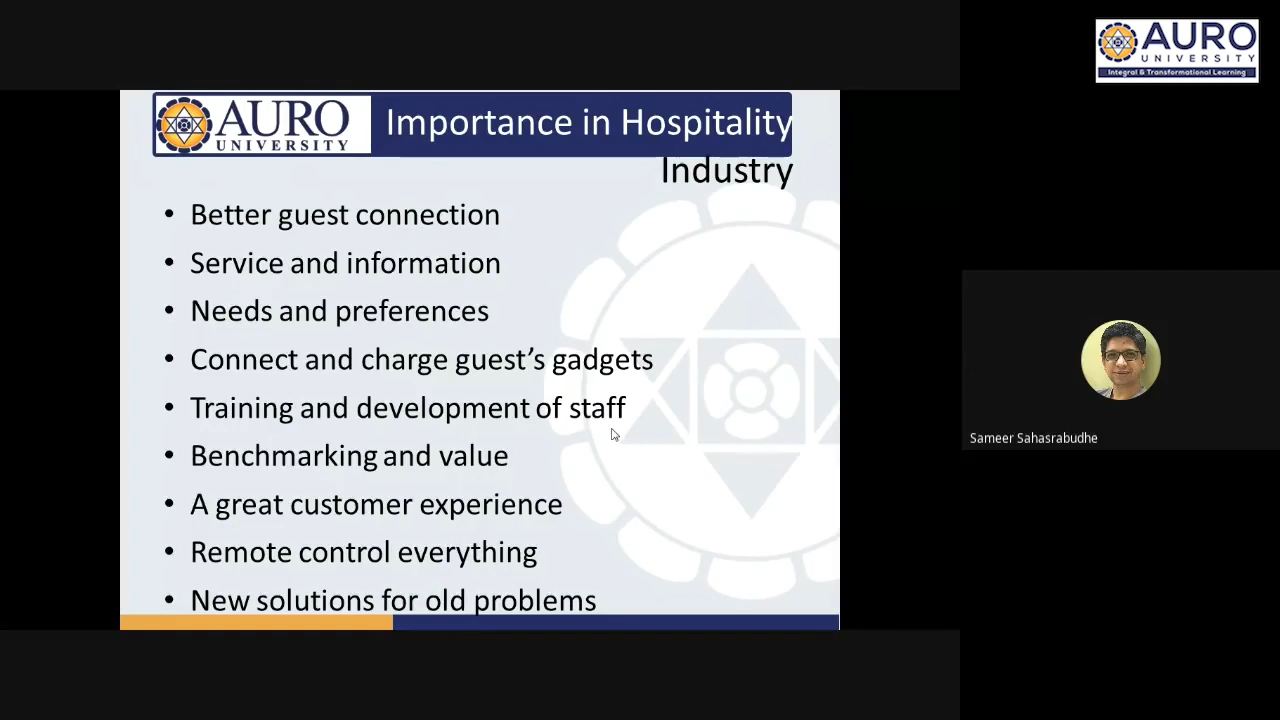 AURO
UNIVERSITY
Integral & Transformational Learning
AURO
UNIVERSITY
Importance in Hospitality
Industry
• Better guest connection
• Service and information
• Needs and preferences
• Connect and charge guest’s gadgets
• Training and development of staff
• Benchmarking and value
• A great customer experience
• Remote control everything
• New solutions for old problems
Sameer Sahasrabudhe